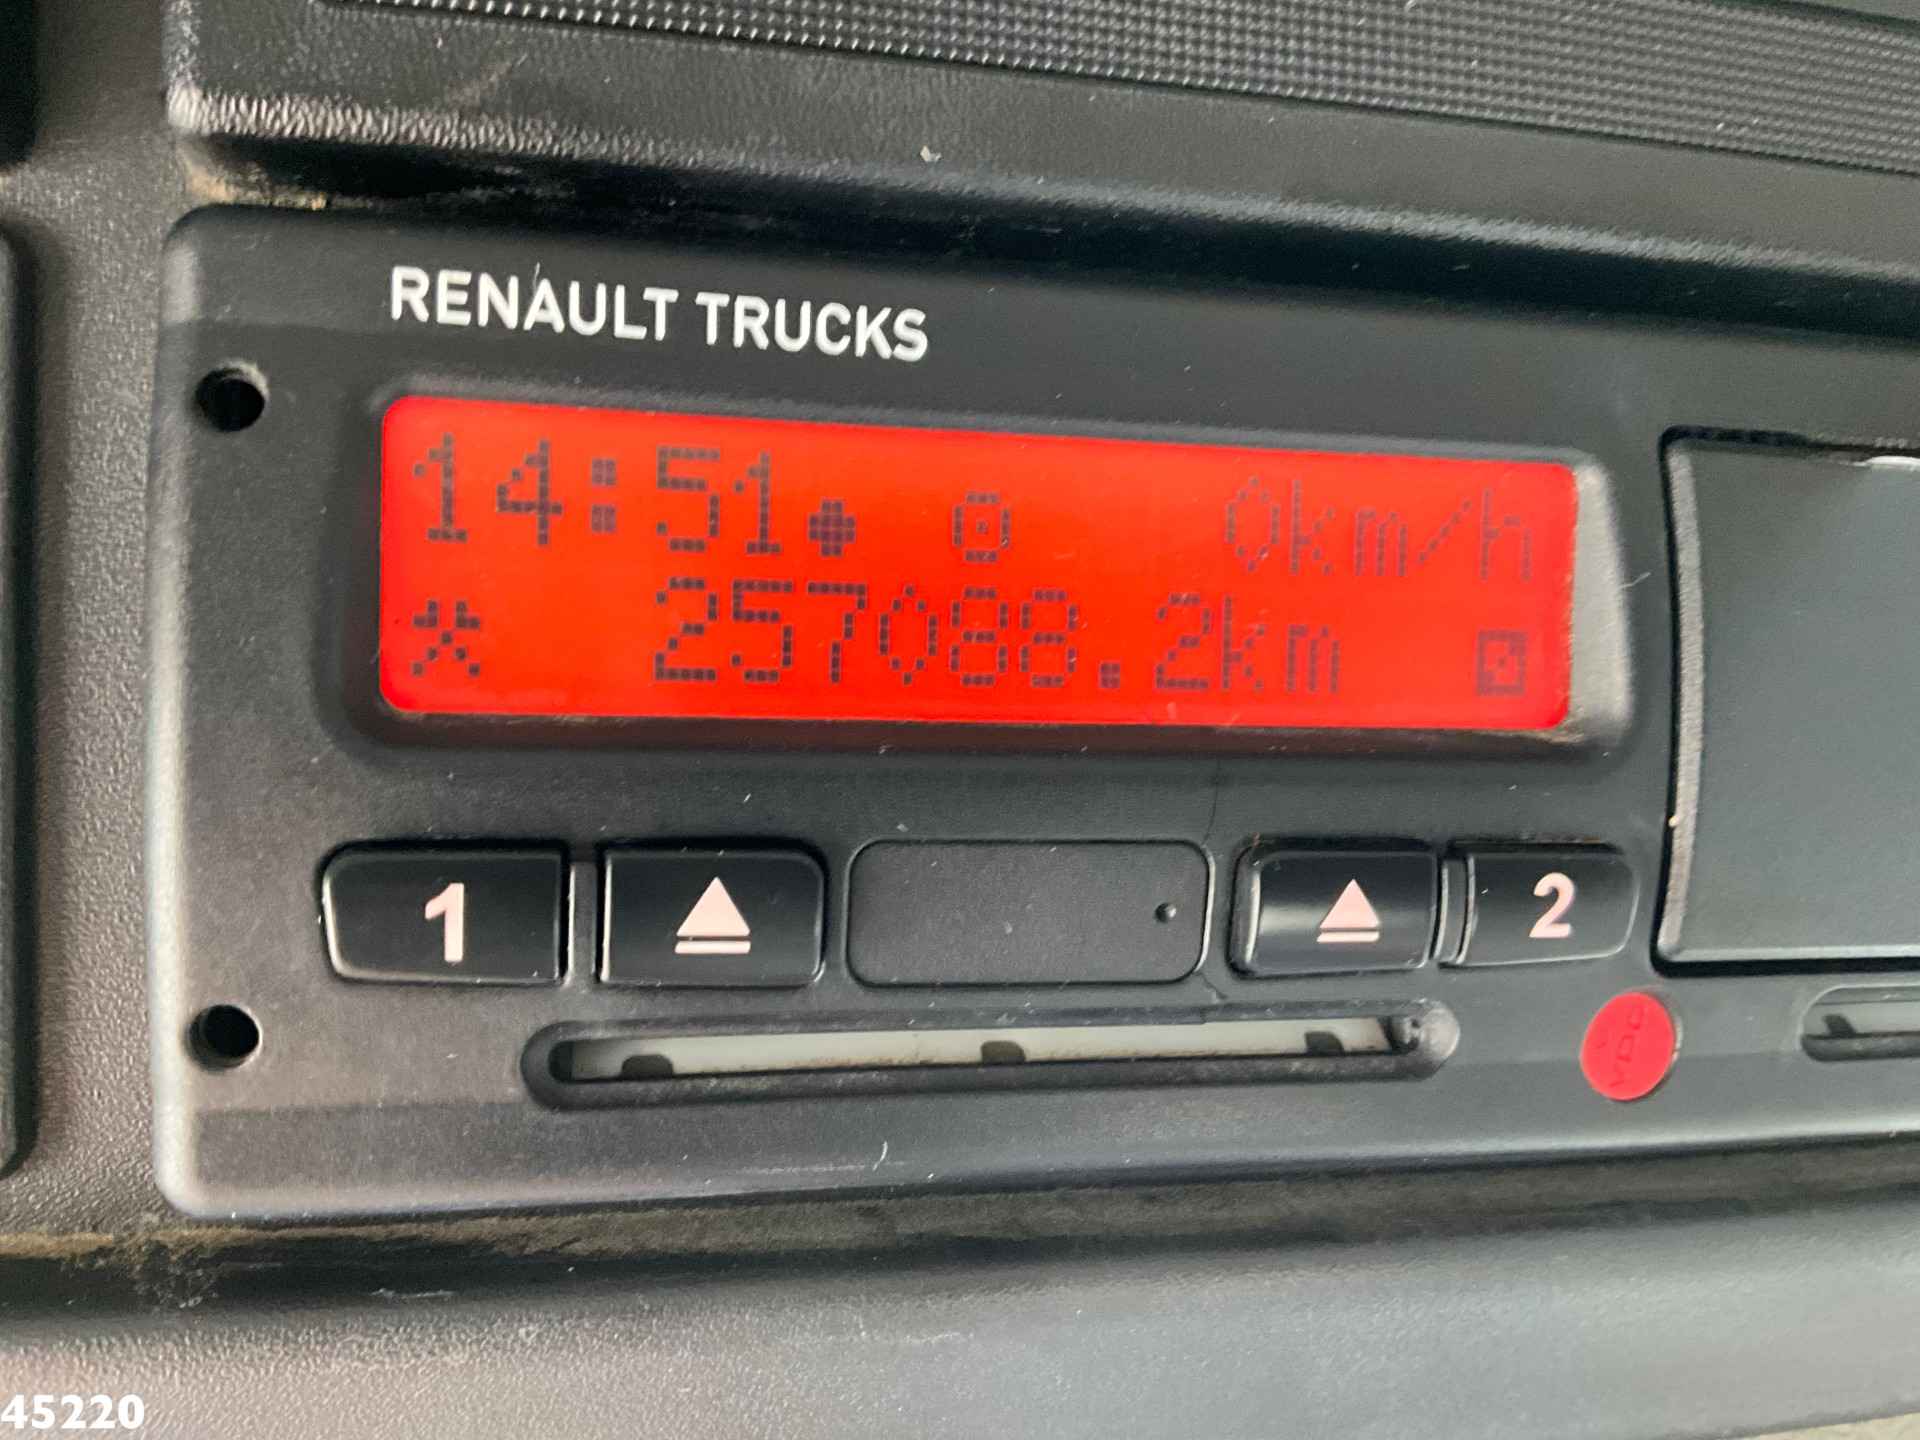 RENAULT TRUCKS
14:51 0km/h
257088.2km
1 2
VDO
45220